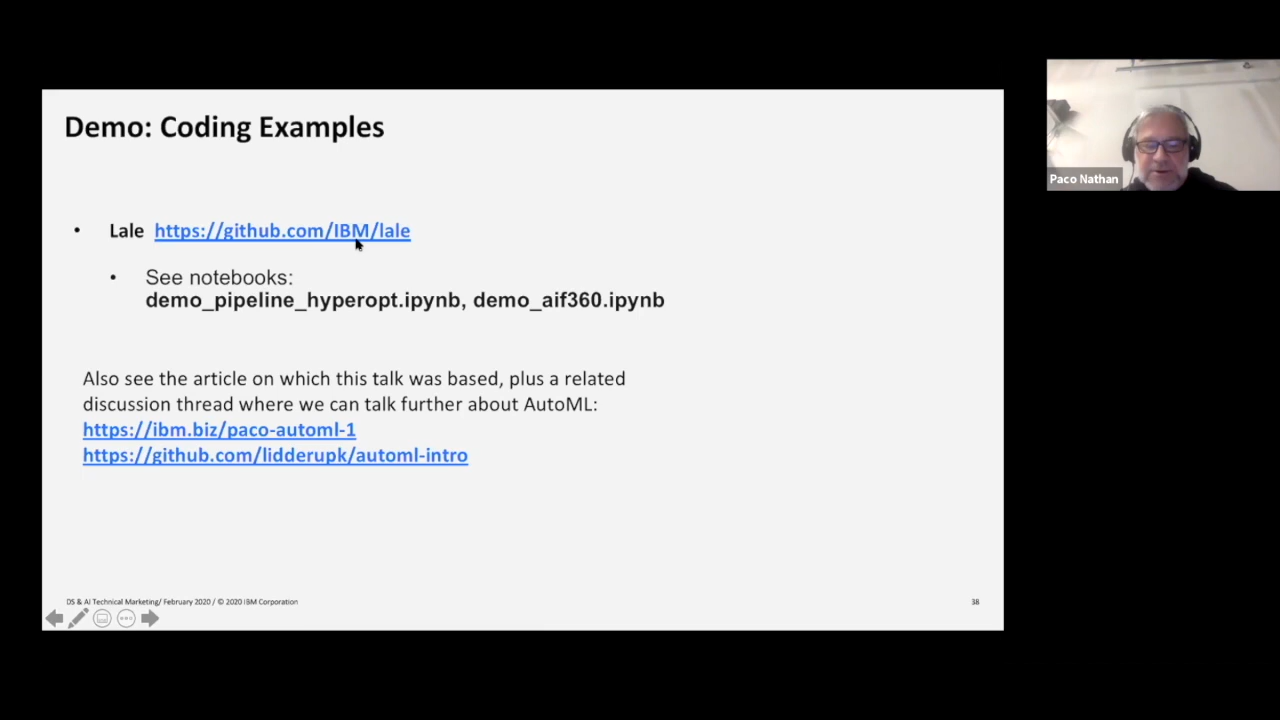 Demo: Coding Examples
• Lale https://github.com/IBM/lale
• See notebooks:
demo_pipeline_hyperopt.ipynb, demo_aif360.ipynb
Also see the article on which this talk was based, plus a related
discussion thread where we can talk further about AutoML:
https://ibm.biz/paco-automl-1
https://github.com/lidderupk/automl-intro
DS & AI Technical Marketing/ February 2020 / © 2020 IBM Corporation
38
Paco Nathan